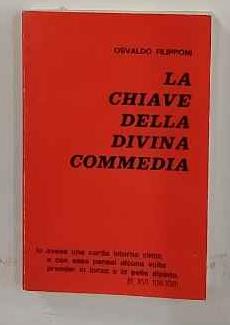 OSVALDO FILIPPONI
LA
CHIAVE
DELLA
DIVINA
COMMEDIA
Io avea una corda intorno cinta,
e con essa pensai alcuna volta
prender la lonza a la pelle dipinta.